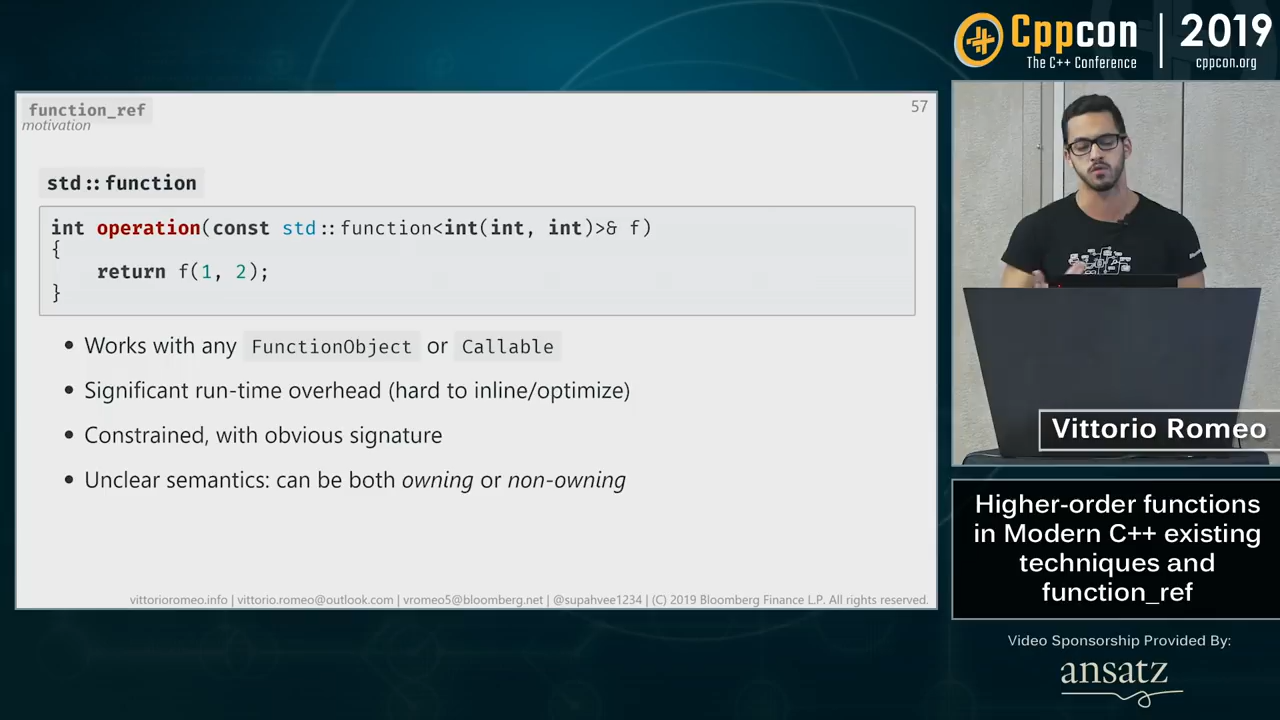 function_ref
motivation
57
std::function
int operation(const std::function<int(int, int)>& f)
{
return f(1, 2);
}
• Works with any FunctionObject or Callable
• Significant run-time overhead (hard to inline/optimize)
• Constrained, with obvious signature
• Unclear semantics: can be both owning or non-owning
vittorioromeo.info | vittorio.romeo@outlook.com | vromeo5@bloomberg.net | @supahvee1234 | (C) 2019 Bloomberg Finance L.P. All rights reserved.
Cppcon | 2019
The C++ Conference
cppcon.org
Vittorio Romeo
Higher-order functions
in Modern C++ existing
techniques and
function_ref
Video Sponsorship Provided By:
ansatz